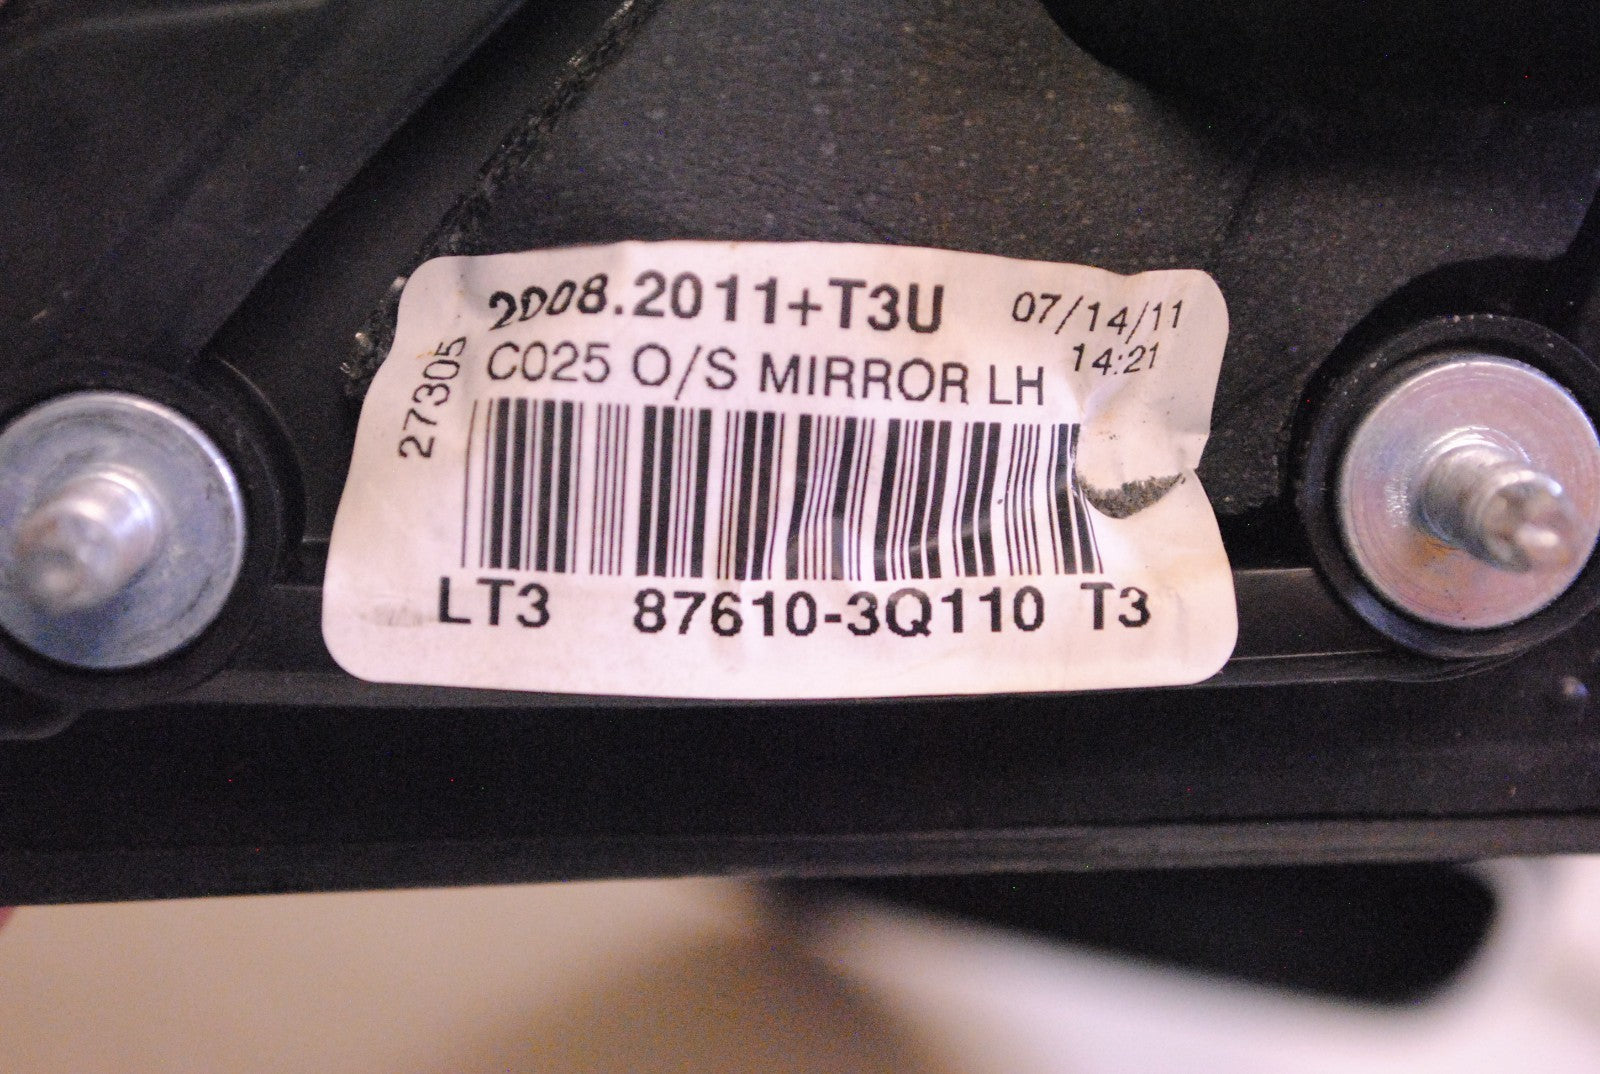 2D08.2011+T3U 07/14/11
14:21
C025 O/S MIRROR LH
27305
LT3 87610-3Q110 T3